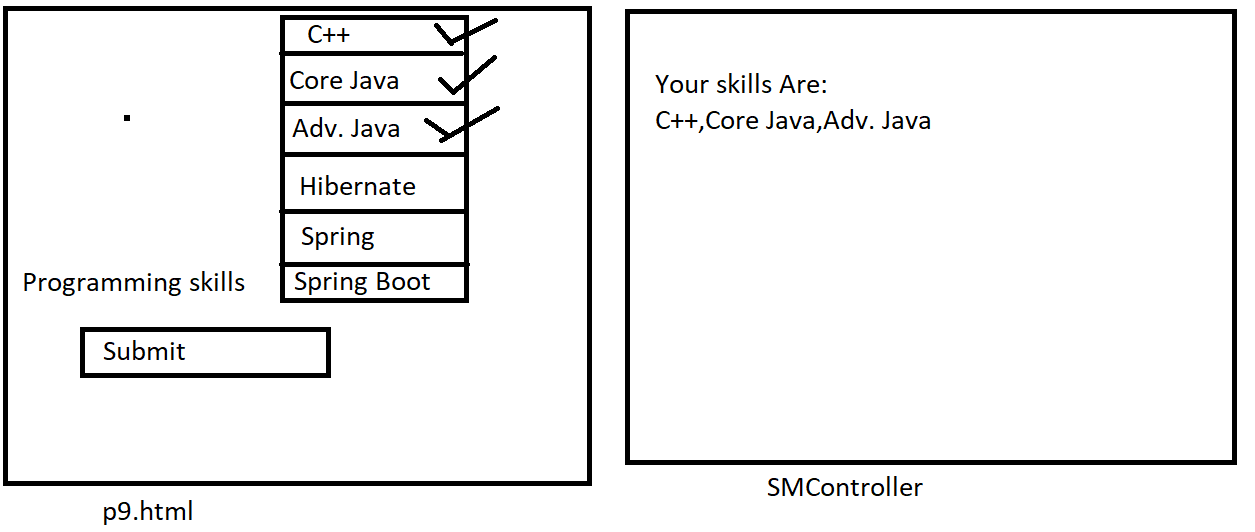 C++
Core Java
Adv. Java
Hibernate
Spring
Programming skills
Spring Boot
Submit
p9.html
Your skills Are:
C++,Core Java,Adv. Java
SMController